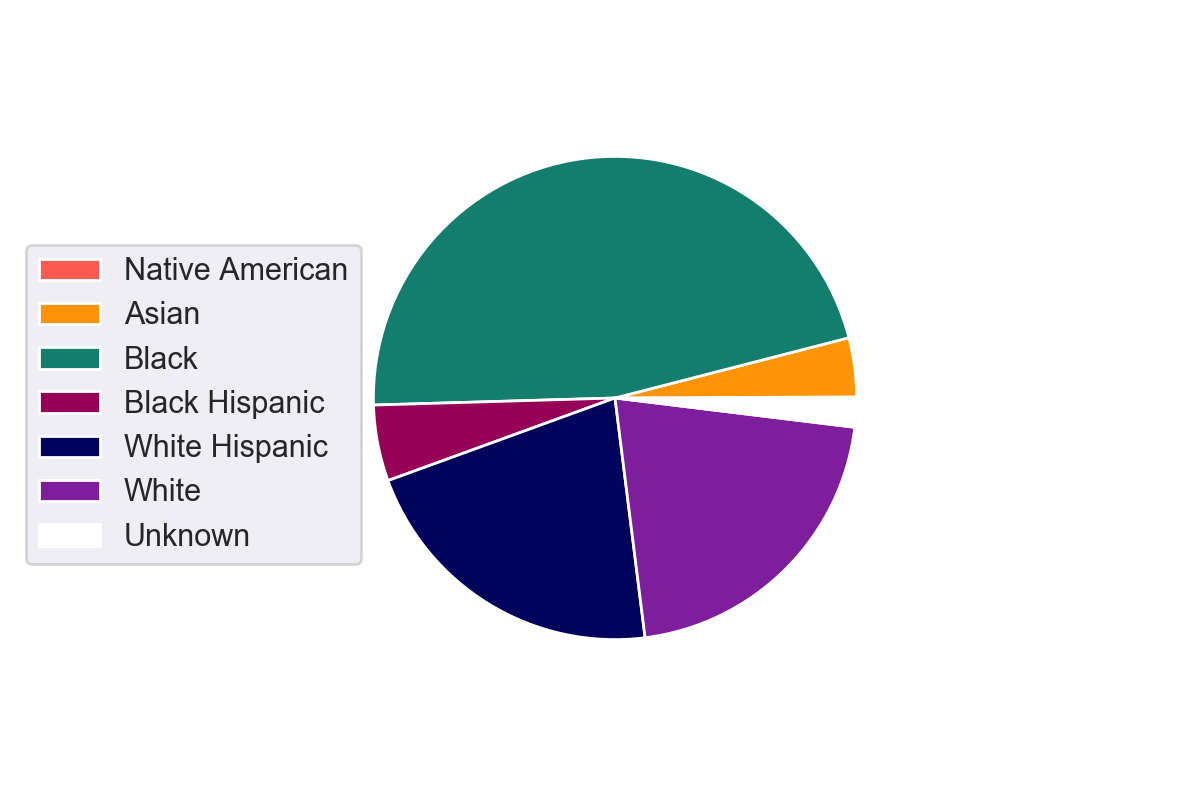 Native American
Asian
Black
Black Hispanic
White Hispanic
White
Unknown